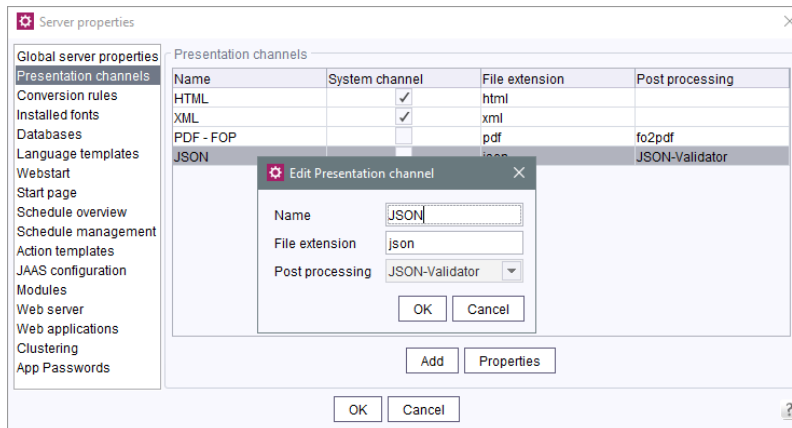 Server properties
Global server properties
Presentation channels
Conversion rules
Installed fonts
Databases
Language templates
Webstart
Start page
Schedule overview
Schedule management
Action templates
JAAS configuration
Modules
Web server
Web applications
Clustering
App Passwords
Presentation channels
Name System channel File extension Post processing
HTML html
XML xml
PDF - FOP pdf fo2pdf
JSON json JSON-Validator
Edit Presentation channel
Name JSON
File extension json
Post processing JSON-Validator
OK Cancel
Add Properties
OK Cancel
?